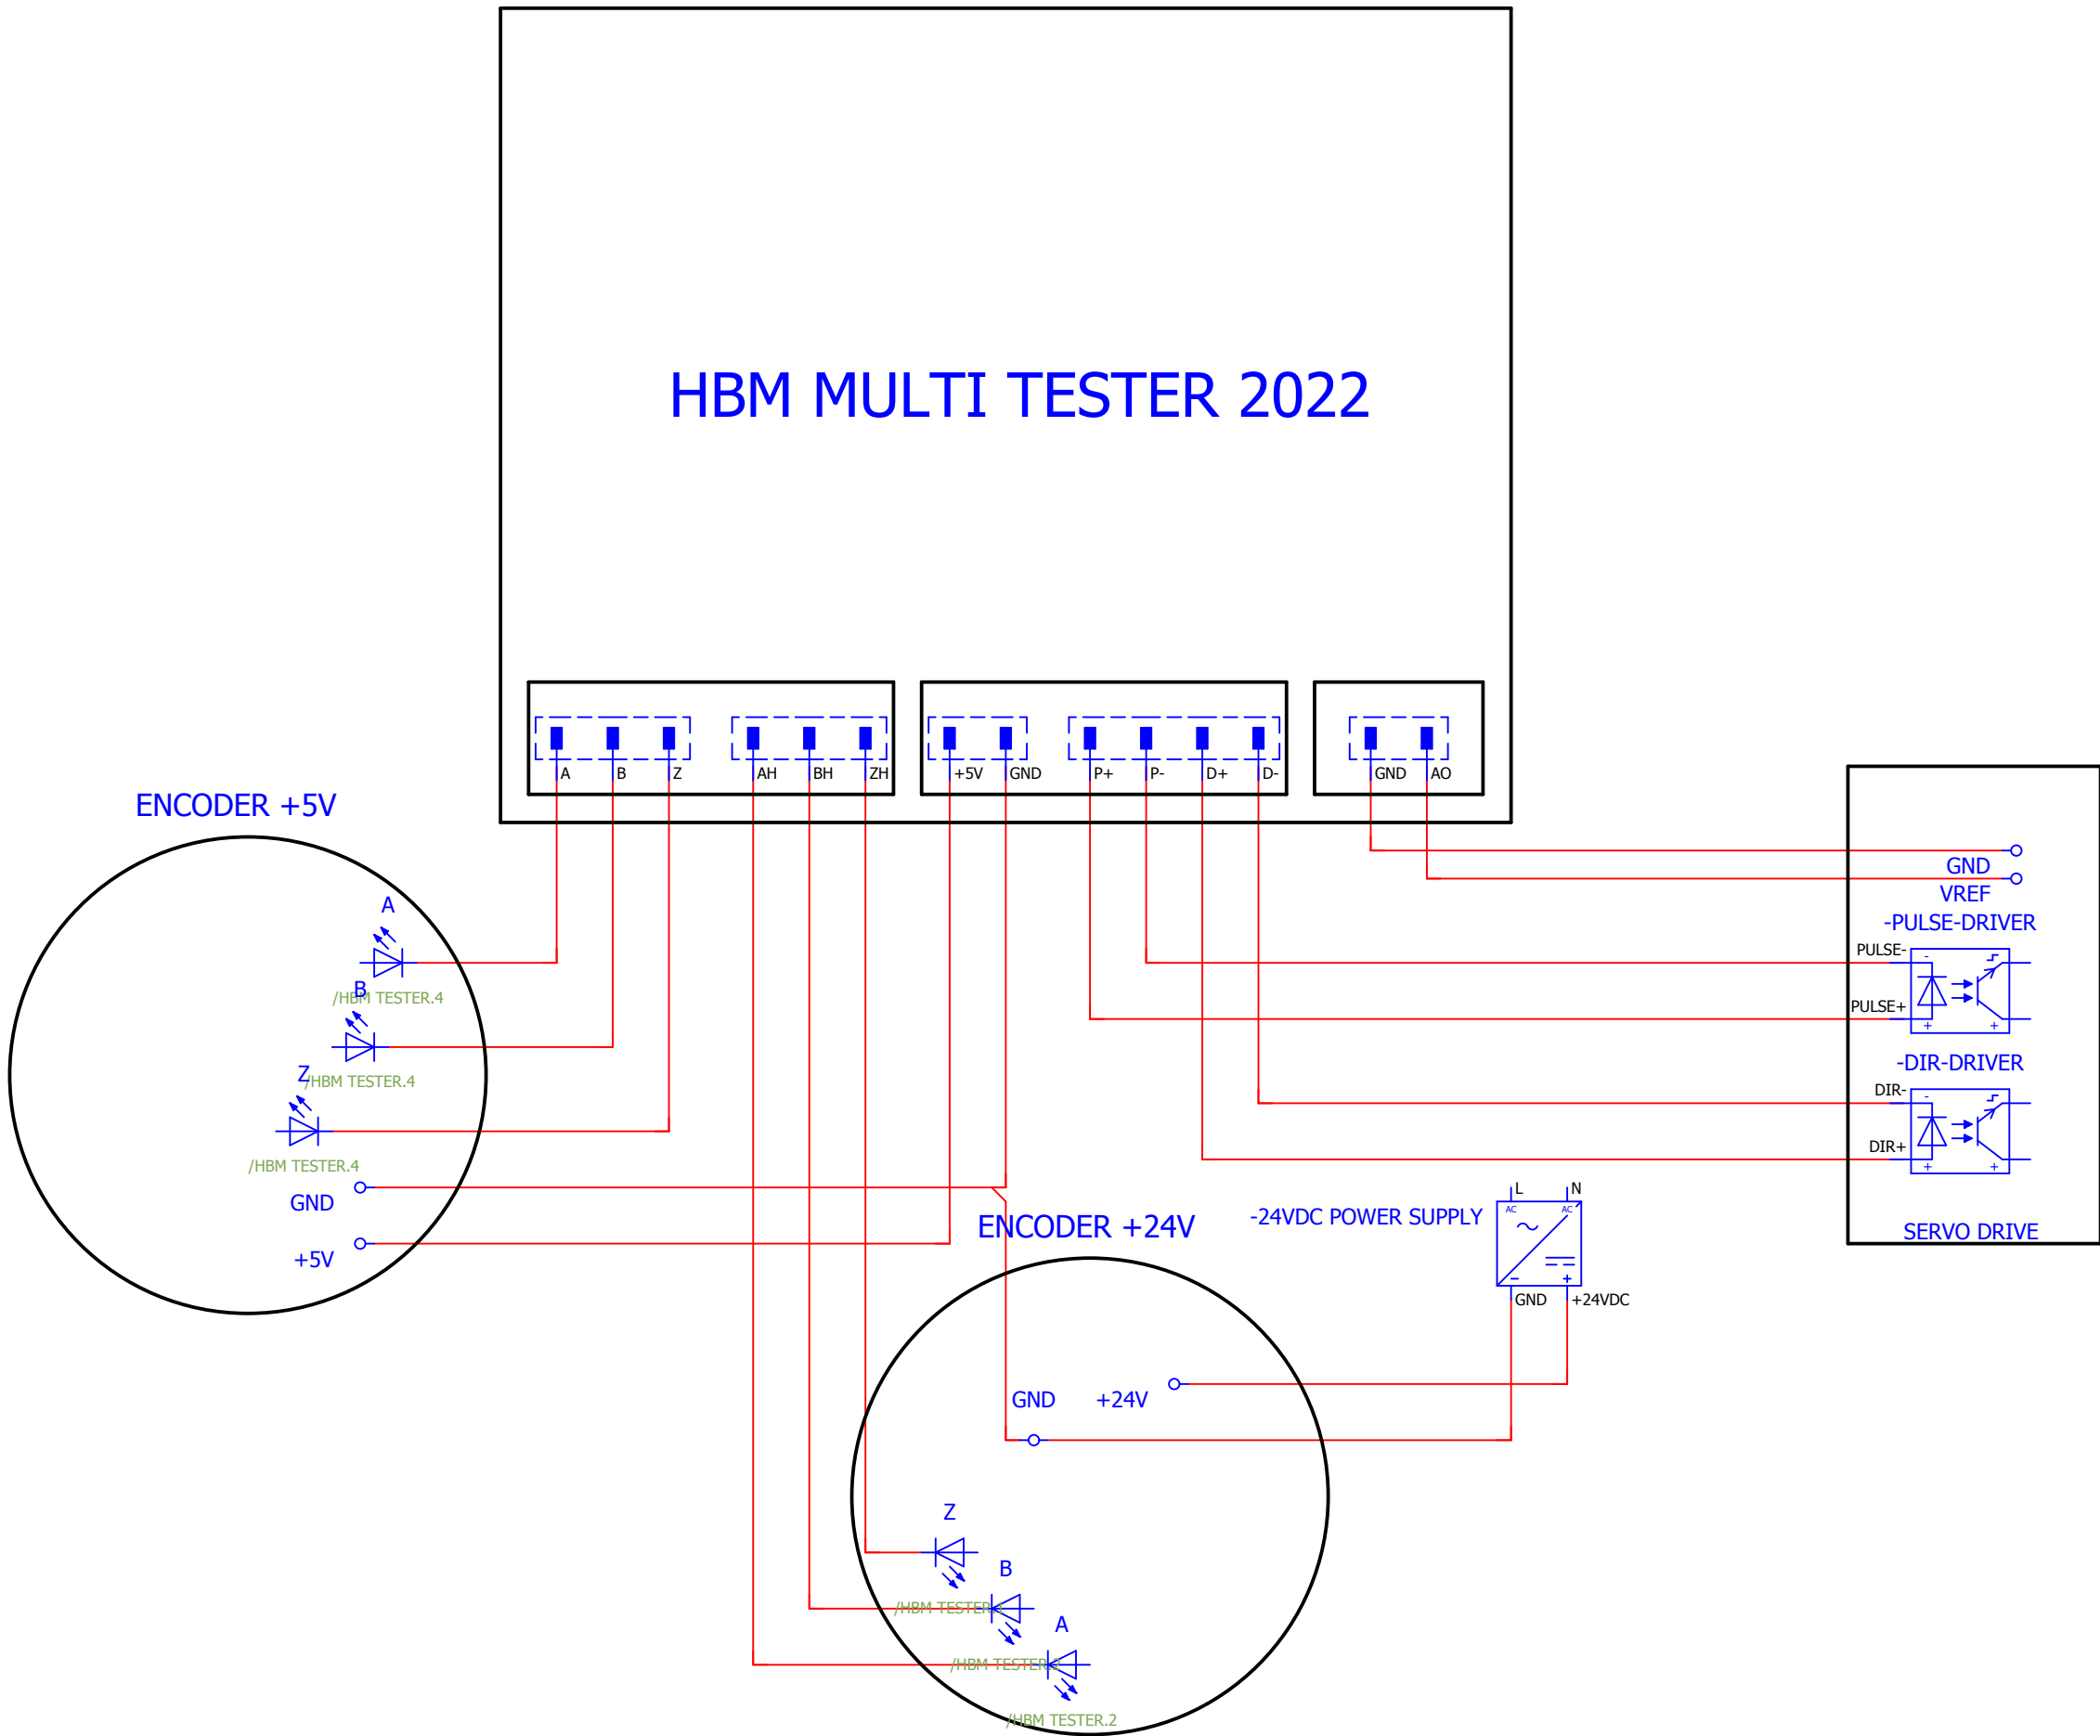 HBM MULTI TESTER 2022
A B Z AH BH ZH +5V GND P+ P- D+ D- GND AO
ENCODER +5V
A
/HBM TESTER.4
B
/HBM TESTER.4
Z
/HBM TESTER.4
GND
+5V
GND
VREF
-PULSE-DRIVER
PULSE-
-
PULSE+
+ +
-DIR-DRIVER
DIR-
-
DIR+
+ +
SERVO DRIVE
-24VDC POWER SUPPLY
L N
AC AC
- +
GND +24VDC
ENCODER +24V
GND +24V
Z
B
/HBM TESTER
A
/HBM TESTER
/HBM TESTER.2